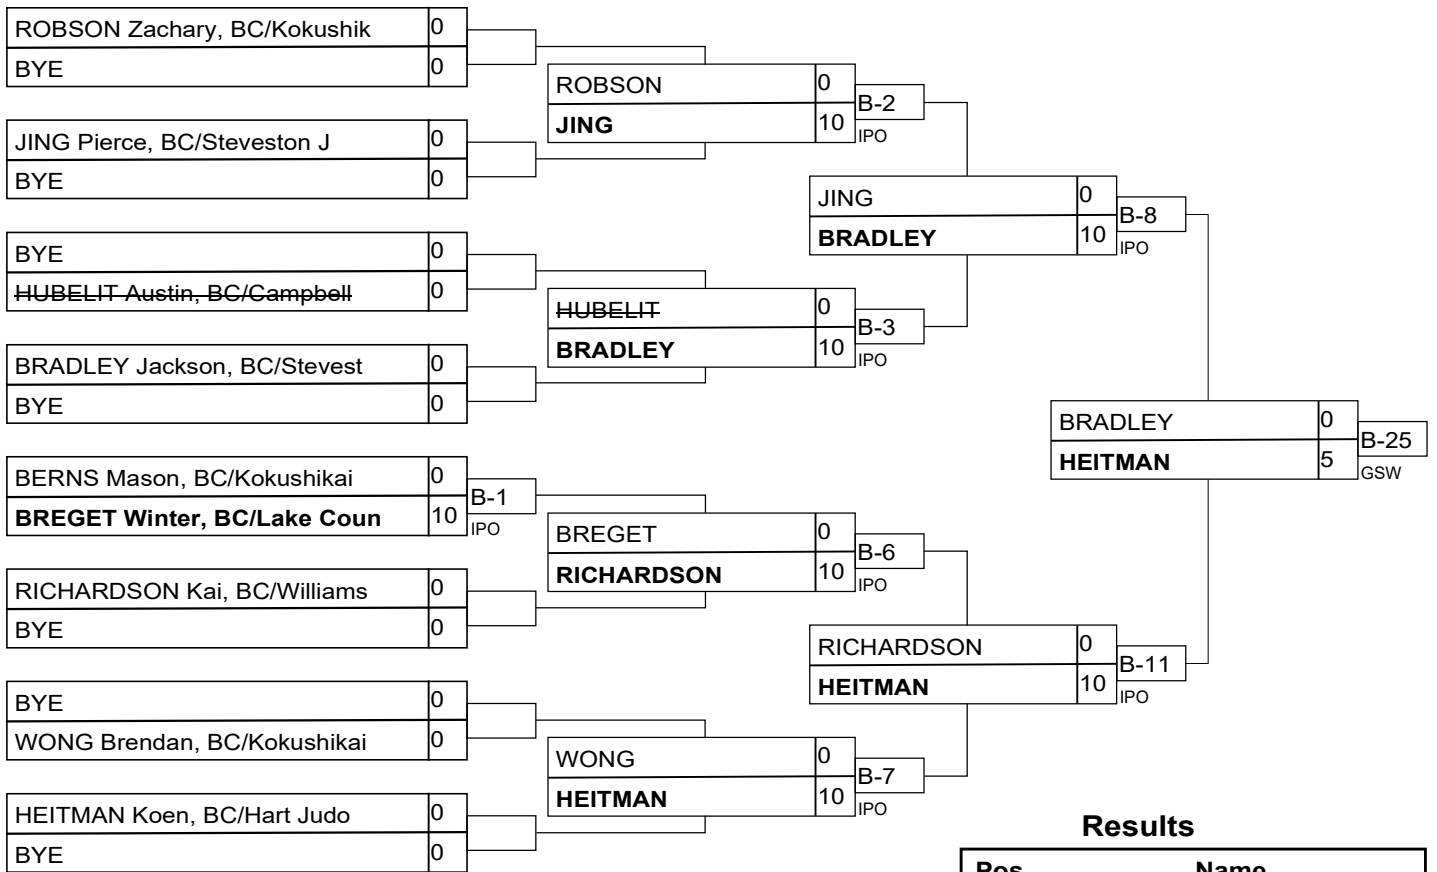 ROBSON Zachary, BC/Kokushik 0
BYE 0
JING Pierce, BC/Steveston J 0
BYE 0
BYE 0
HUBELIT Austin, BC/Campbell 0
BRADLEY Jackson, BC/Stevest 0
BYE 0
BERNS Mason, BC/Kokushikai 0
BREGET Winter, BC/Lake Coun 10
B-1
IPO
RICHARDSON Kai, BC/Williams 0
BYE 0
BYE 0
WONG Brendan, BC/Kokushikai 0
HEITMAN Koen, BC/Hart Judo 0
BYE 0
ROBSON 0
JING 10
B-2
IPO
HUBELIT 0
BRADLEY 10
B-3
IPO
BREGET 0
RICHARDSON 10
B-6
IPO
WONG 0
HEITMAN 10
B-7
IPO
JING 0
BRADLEY 10
B-8
IPO
RICHARDSON 0
HEITMAN 10
B-11
IPO
BRADLEY 0
HEITMAN 5
B-25
GSW
Results
Pos Name